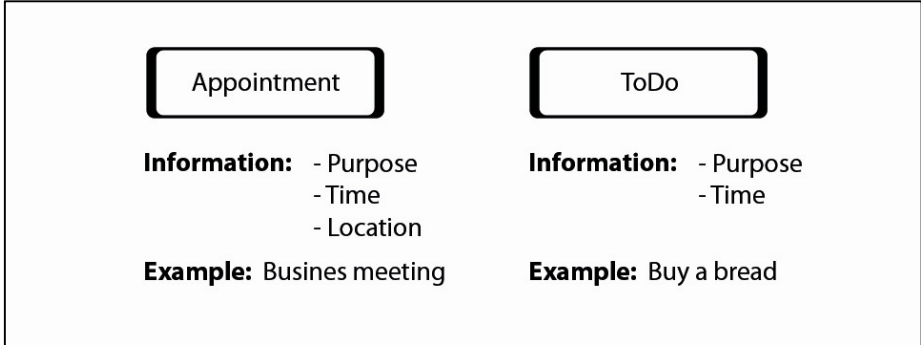 Appointment
Information: - Purpose
- Time
- Location
Example: Busines meeting
ToDo
Information: - Purpose
- Time
Example: Buy a bread